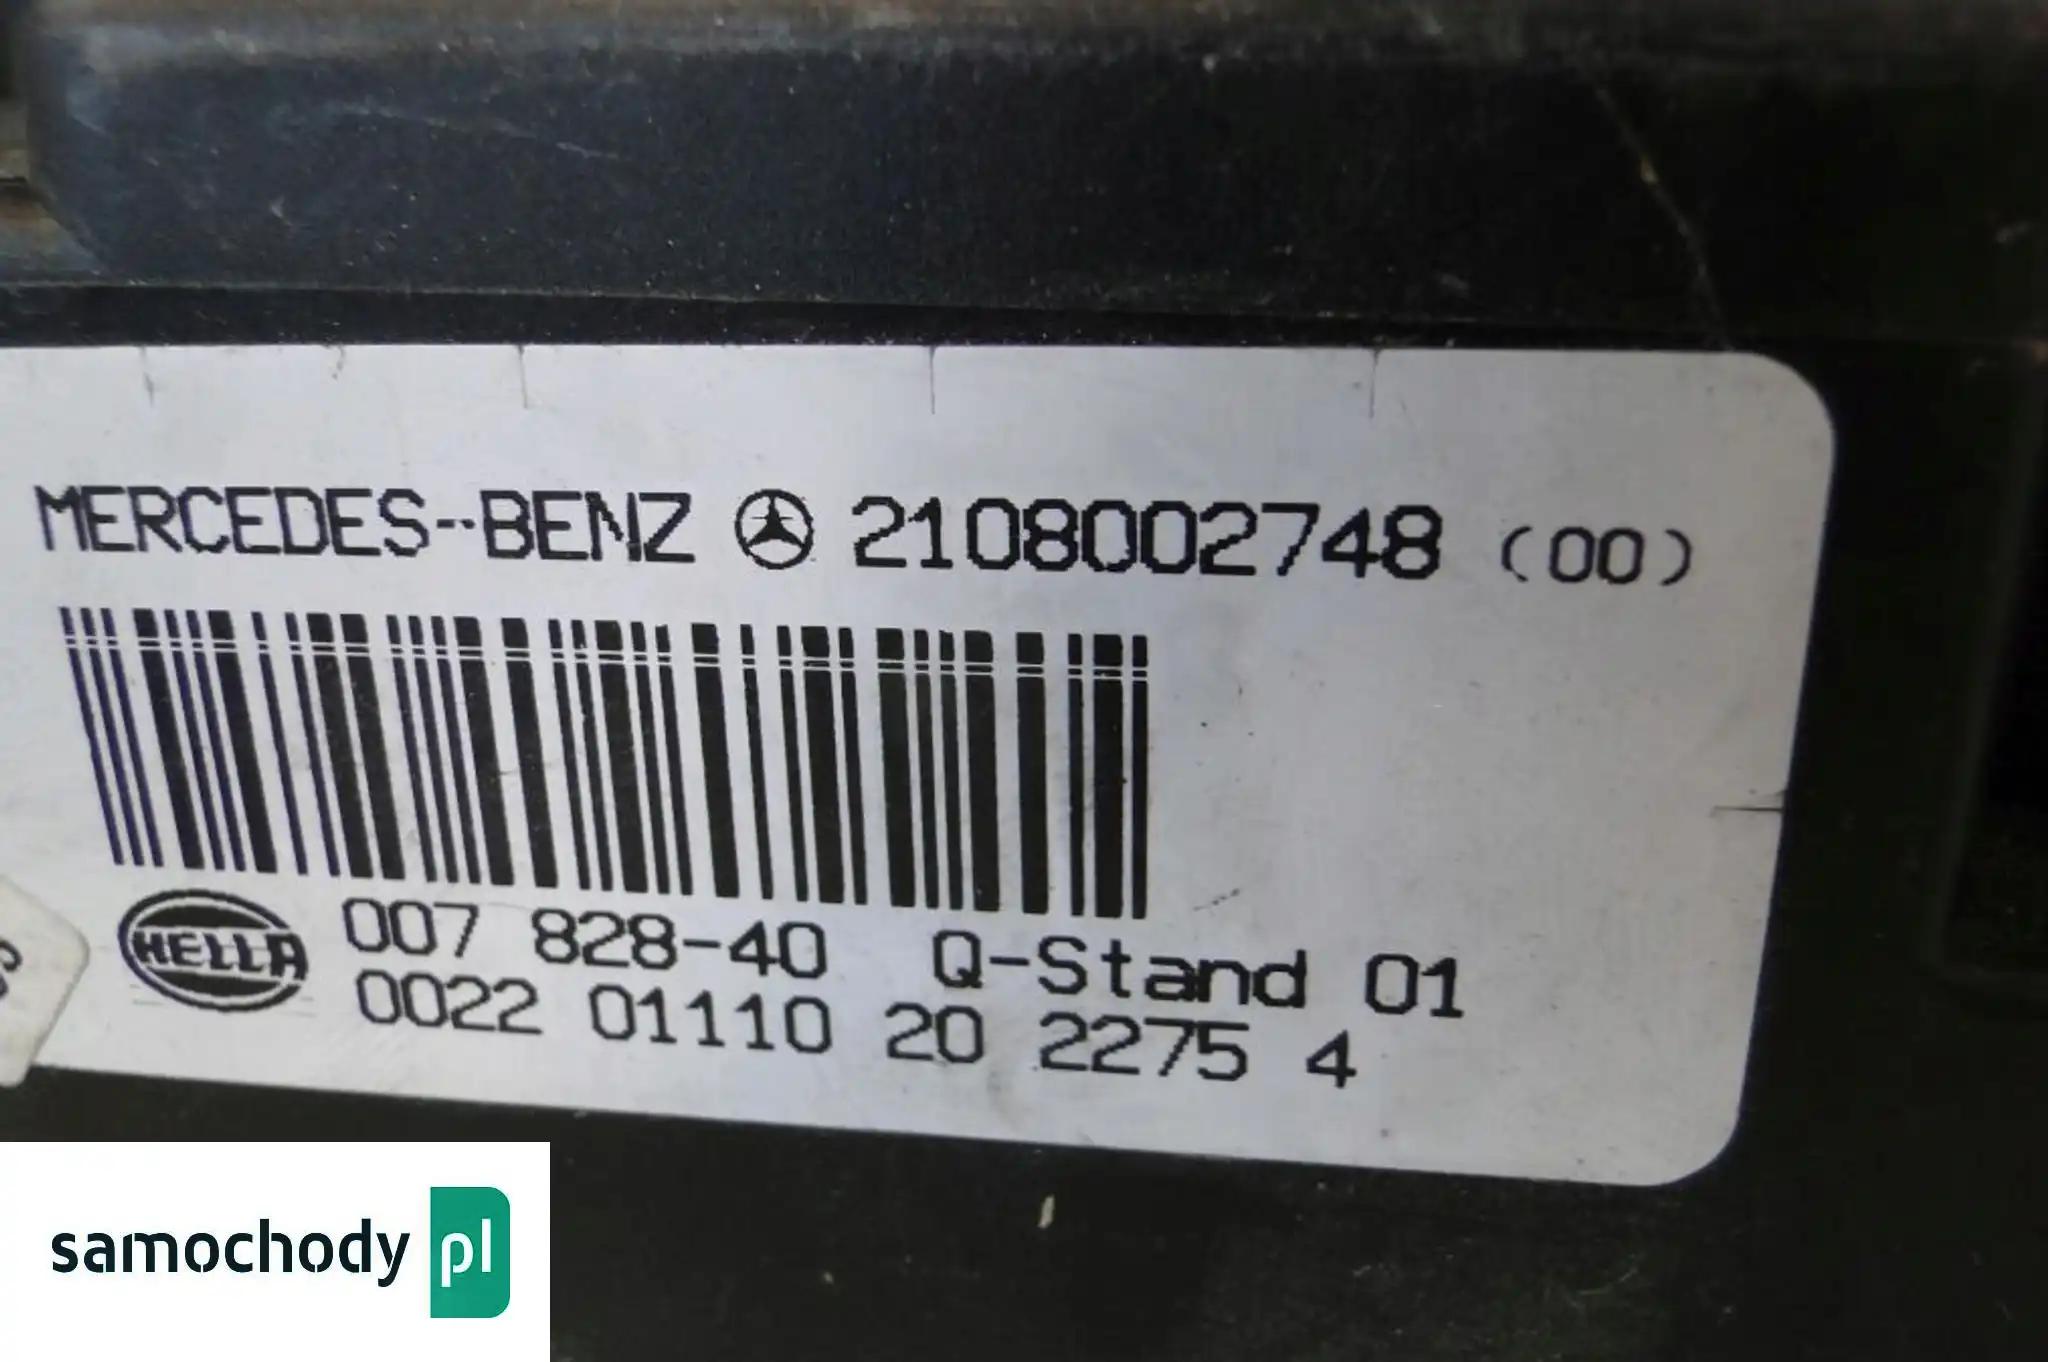 MERCEDES-BENZ 2108002748 (00)
HELLA 007 828-40 Q-Stand 01
0022 01110 20 2275 4
samochody pl